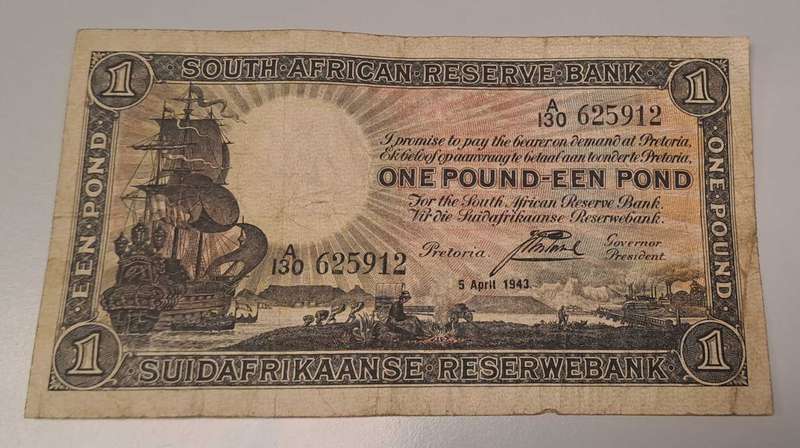 1 · SOUTH · AFRICAN · RESERVE · BANK · 1
A/130 625912
I promise to pay the bearer on demand at Pretoria,
Ek beloof op aanvraag te betaal aan toonder te Pretoria,
ONE POUND-EEN POND
For the South African Reserve Bank.
Vir die Suidafrikaanse Reserwebank.
Pretoria.
Governor
President.
A/130 625912
5 April 1943
EEN POND
ONE · POUND
1 · SUIDAFRIKAANSE · RESERWEBANK · 1